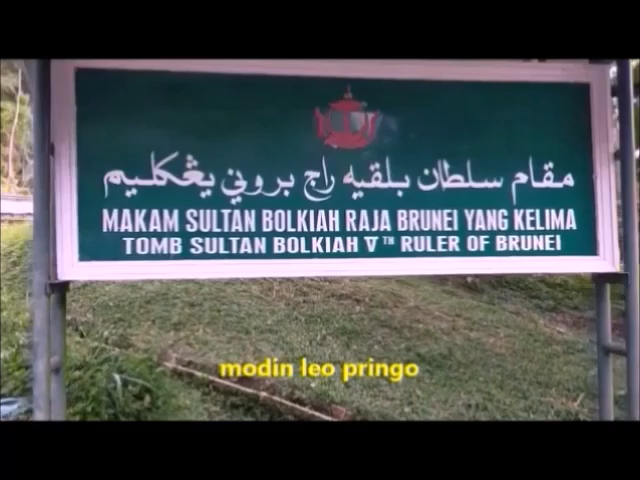 مقام سلطان بلقيه راج بروني يڠكليم
MAKAM SULTAN BOLKIAH RAJA BRUNEI YANG KELIMA
TOMB SULTAN BOLKIAH V TH RULER OF BRUNEI
modin leo pringo